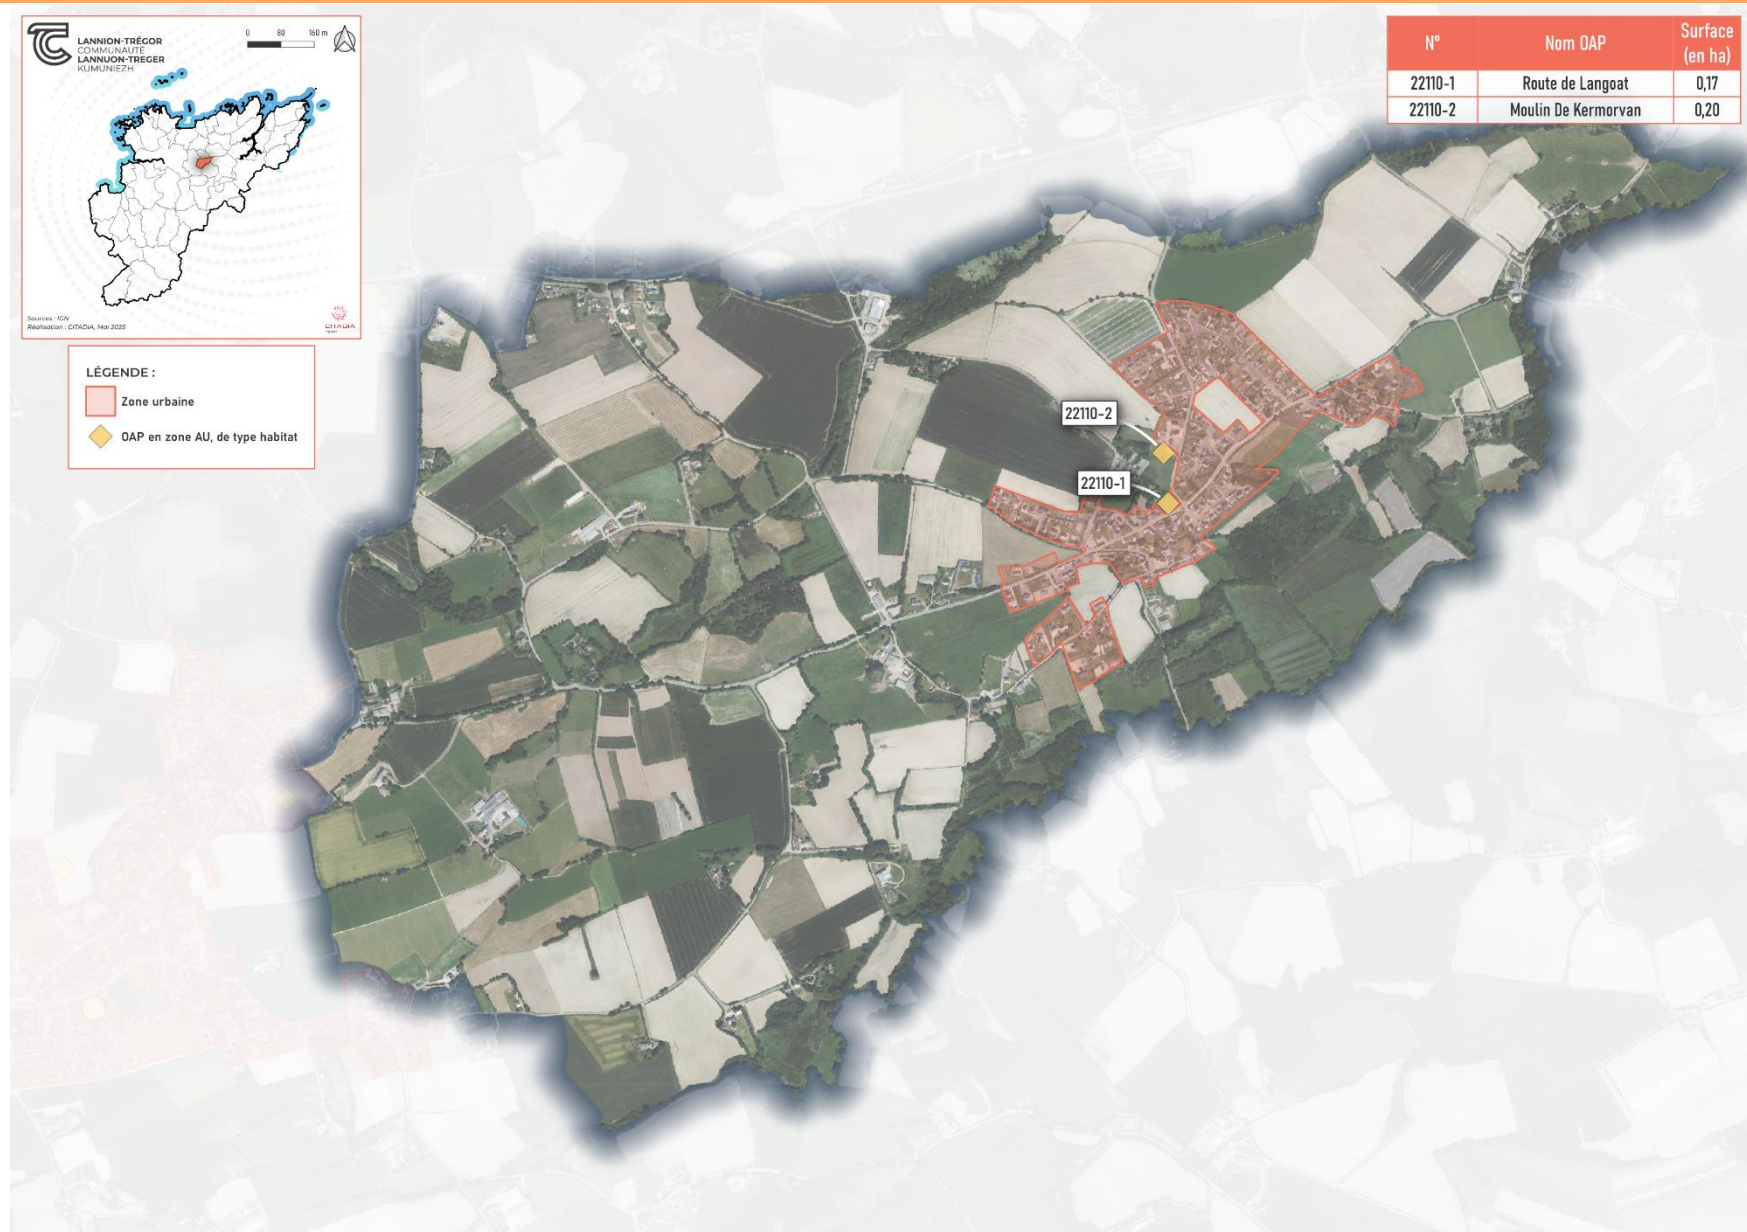 LANNION-TRÉGOR
COMMUNAUTÉ
LANNUON-TREGER
KUMUNIEZH
0 80 160 m
Sources : IGN
Réalisation : CITADIA, Mai 2025
CITADIA
LÉGENDE :
Zone urbaine
OAP en zone AU, de type habitat
N° Nom OAP Surface (en ha)
22110-1 Route de Langoat 0,17
22110-2 Moulin De Kermorvan 0,20
22110-2
22110-1